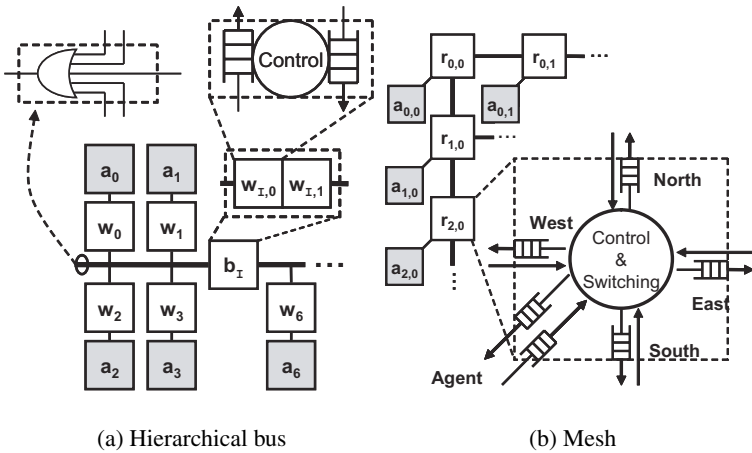 Control
a0
a1
wI,0
wI,1
w0
w1
bI
...
w2
w3
w6
a2
a3
a6
(a) Hierarchical bus
r0,0
r0,1
...
a0,0
a0,1
r1,0
...
a1,0
r2,0
a2,0
...
North
West
Control
&
Switching
East
South
Agent
(b) Mesh